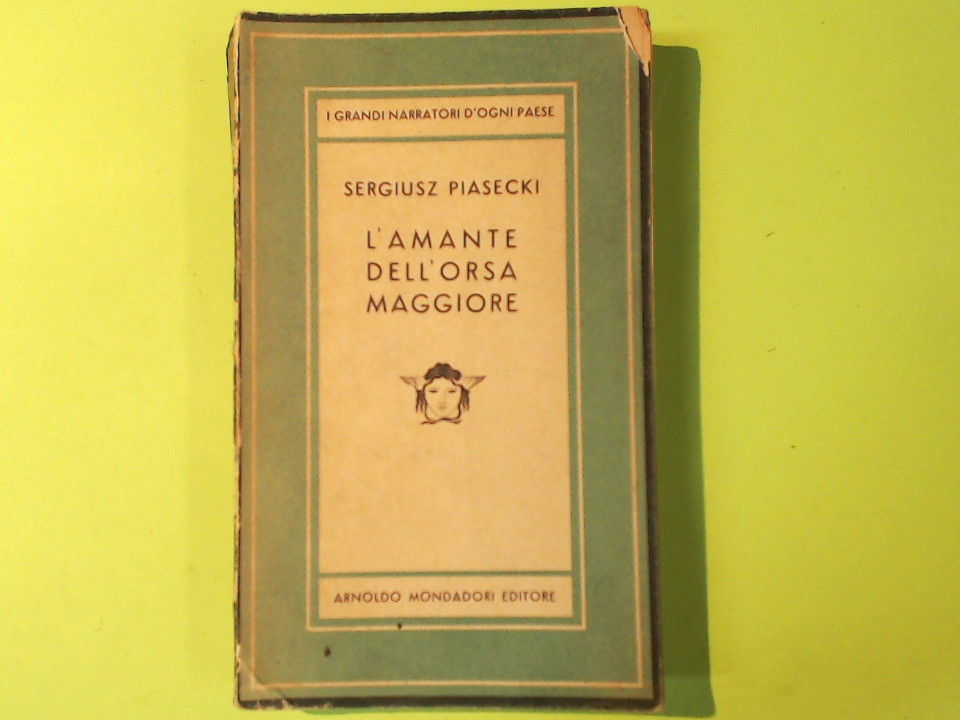 I GRANDI NARRATORI D'OGNI PAESE
SERGIUSZ PIASECKI
L'AMANTE
DELL'ORSA
MAGGIORE
ARNOLDO MONDADORI EDITORE